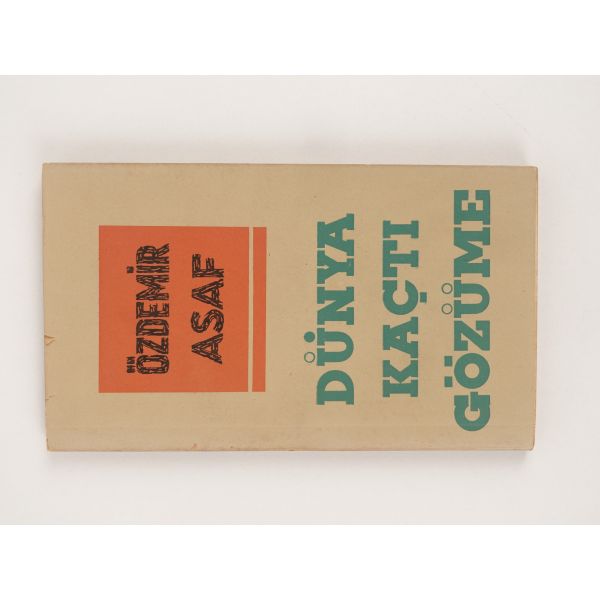 ÖZDEMİR
ASAF
DÜNYA
KAÇTI
GÖZÜME